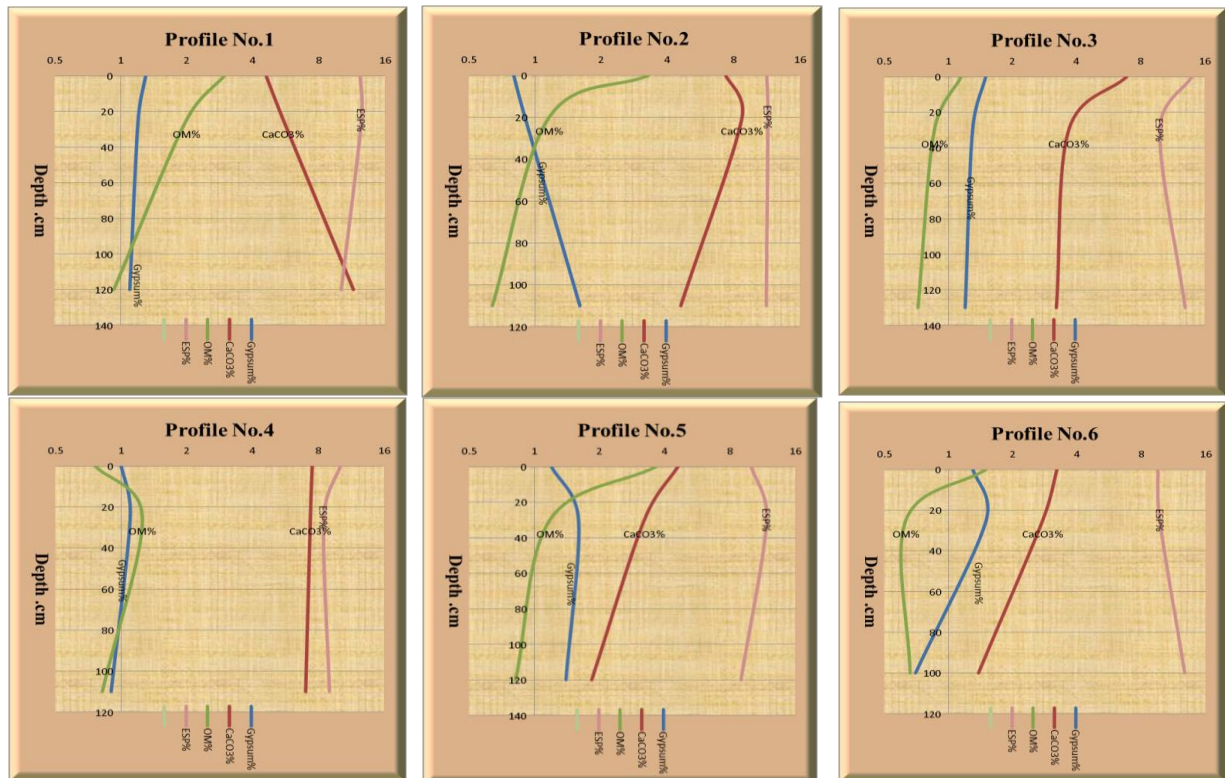 Profile No.1
0.5 1 2 4 8 16
0
20
40
60
80
100
120
140
Depth .cm
OM%
CaCO3%
ESP%
Gypsum%
ESP%
OM%
CaCO3%
Gypsum%
Profile No.2
0.5 1 2 4 8 16
0
20
40
60
80
100
120
Depth .cm
OM%
CaCO3%
ESP%
Gypsum%
ESP%
OM%
CaCO3%
Gypsum%
Profile No.3
0.5 1 2 4 8 16
0
20
40
60
80
100
120
140
Depth .cm
OM%
CaCO3%
ESP%
Gypsum%
ESP%
OM%
CaCO3%
Gypsum%
Profile No.4
0.5 1 2 4 8 16
0
20
40
60
80
100
120
Depth .cm
OM%
CaCO3%
ESP%
Gypsum%
ESP%
OM%
CaCO3%
Gypsum%
Profile No.5
0.5 1 2 4 8 16
0
20
40
60
80
100
120
140
Depth .cm
OM%
CaCO3%
ESP%
Gypsum%
ESP%
OM%
CaCO3%
Gypsum%
Profile No.6
0.5 1 2 4 8 16
0
20
40
60
80
100
120
Depth .cm
OM%
CaCO3%
ESP%
Gypsum%
ESP%
OM%
CaCO3%
Gypsum%